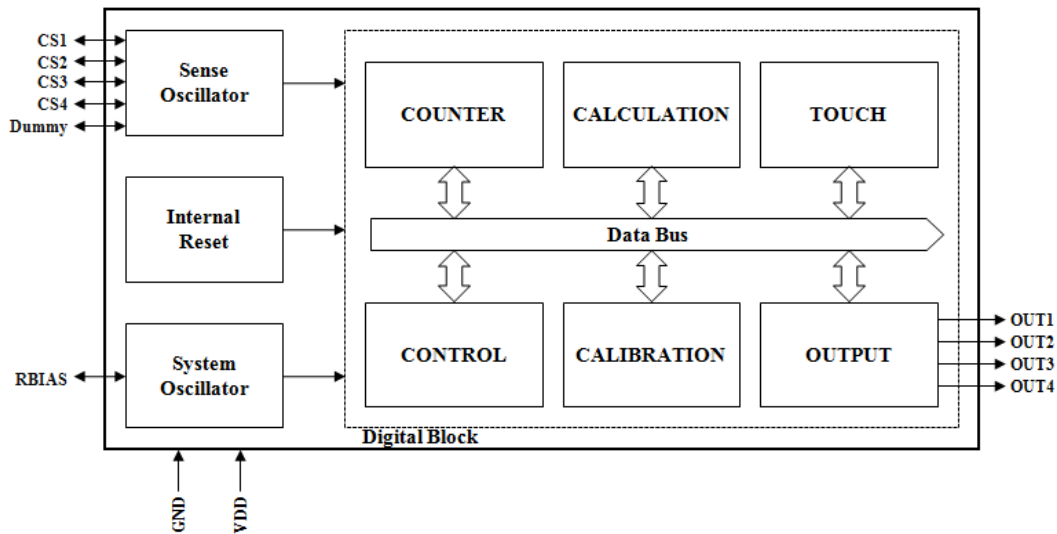 CS1
CS2
CS3
CS4
Dummy
Sense
Oscillator
COUNTER
CALCULATION
TOUCH
Internal
Reset
Data Bus
RBIAS
System
Oscillator
CONTROL
CALIBRATION
OUTPUT
OUT1
OUT2
OUT3
OUT4
Digital Block
GND
VDD